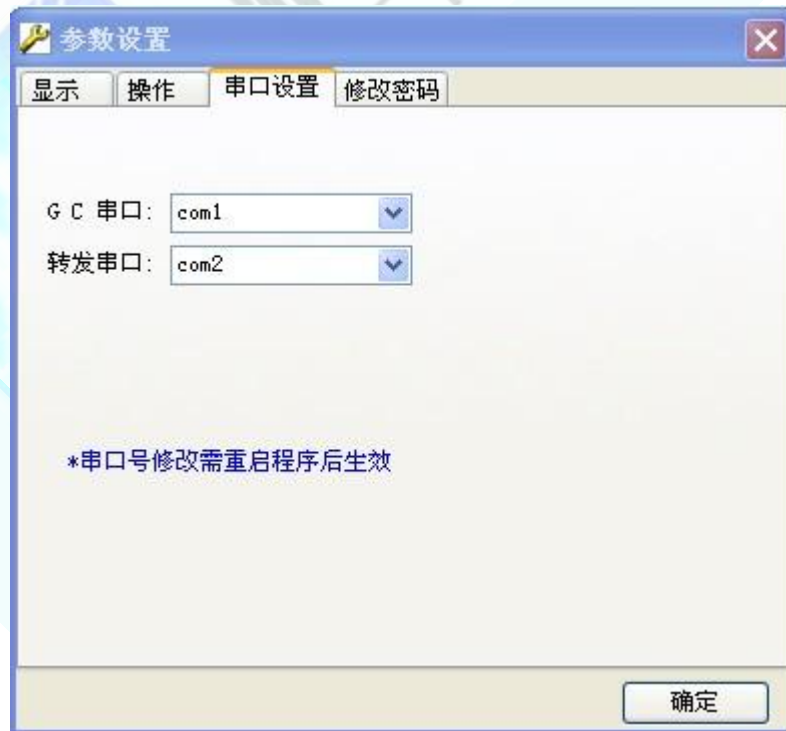 参数设置
显示 操作 串口设置 修改密码
G C 串口: com1
转发串口: com2
*串口号修改需重启程序后生效
确定